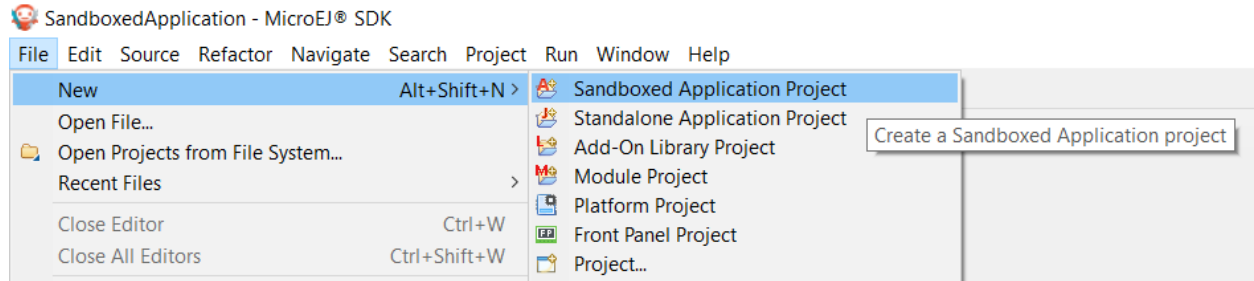 SandboxedApplication - MicroEJ® SDK
File Edit Source Refactor Navigate Search Project Run Window Help
New Alt+Shift+N >
Open File...
Open Projects from File System...
Recent Files >
Close Editor Ctrl+W
Close All Editors Ctrl+Shift+W
Sandboxed Application Project
Standalone Application Project
Add-On Library Project
Module Project
Platform Project
Front Panel Project
Project...
Create a Sandboxed Application project